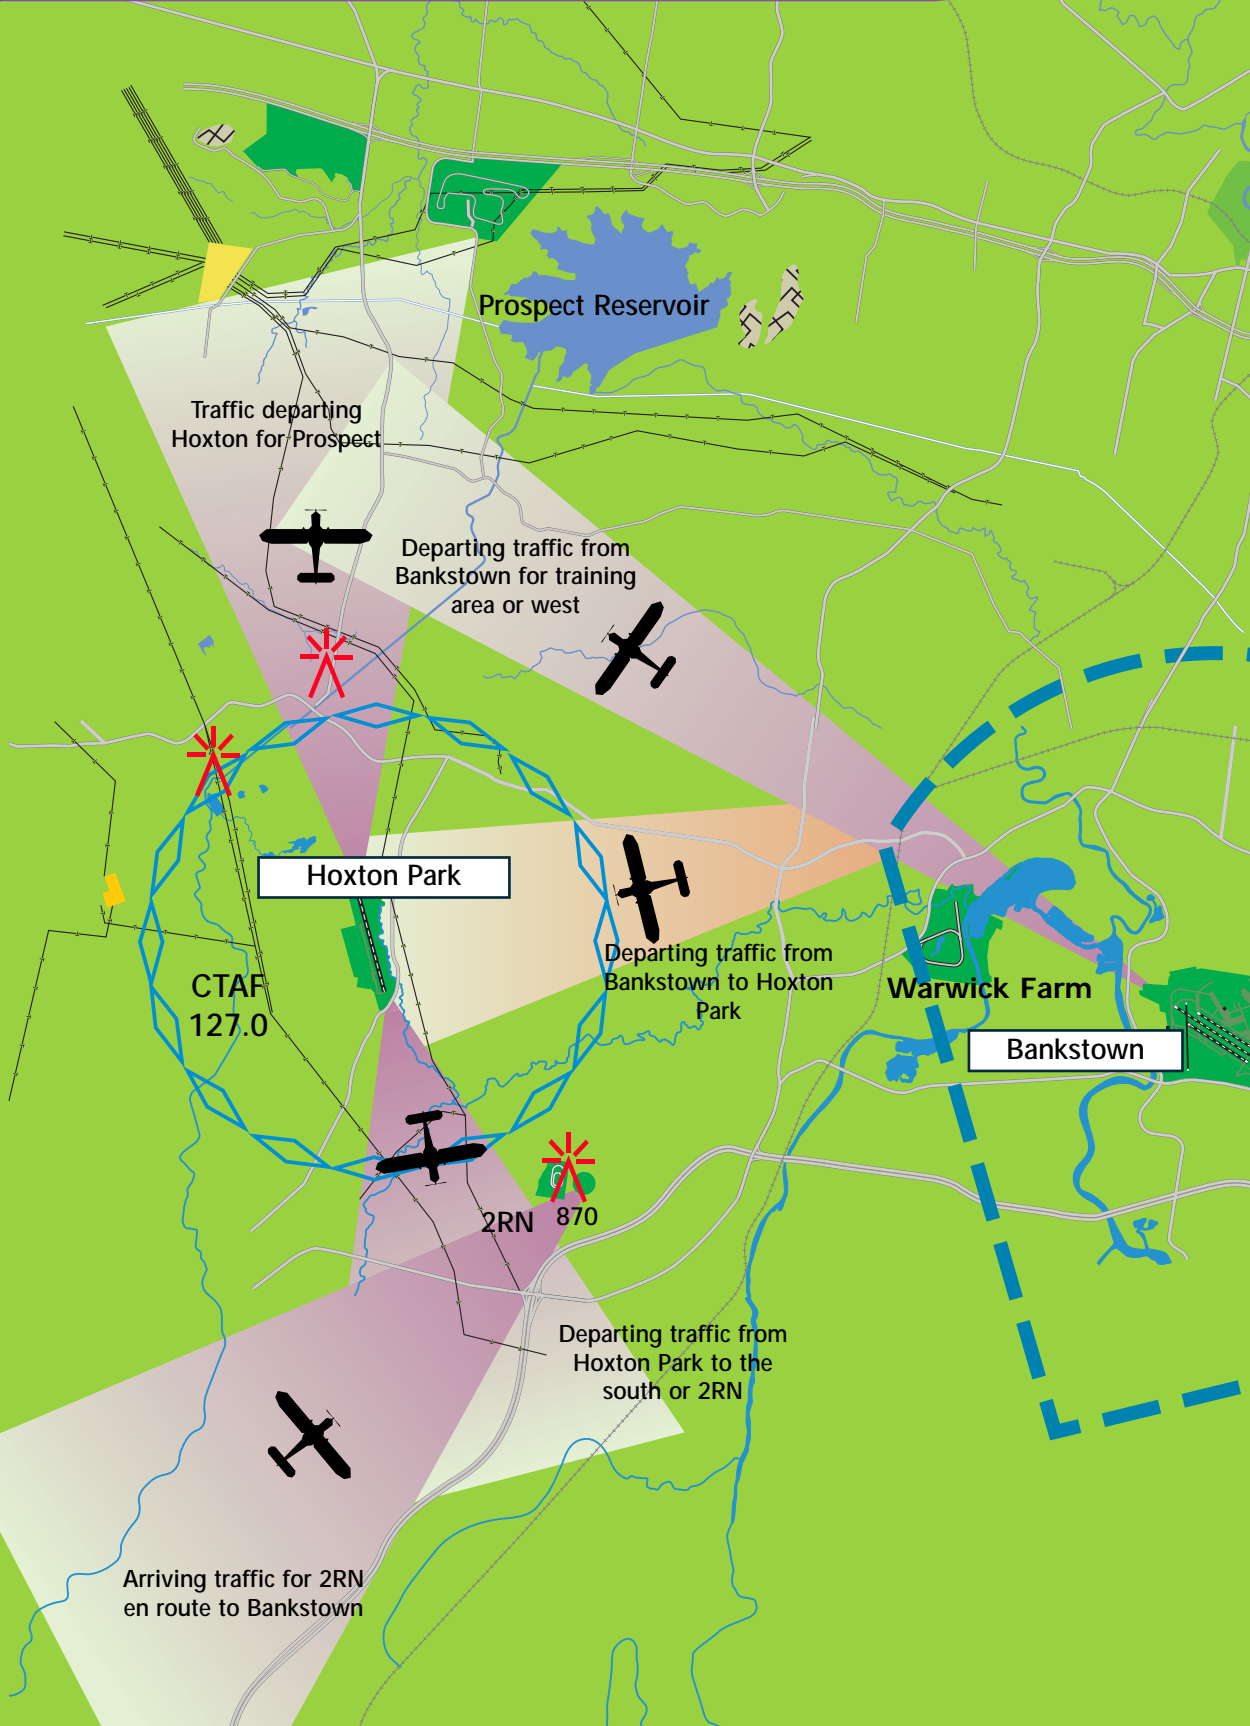 Prospect Reservoir
Traffic departing
Hoxton for Prospect
Departing traffic from
Bankstown for training
area or west
Hoxton Park
Departing traffic from
Bankstown to Hoxton
Park
CTAF
127.0
Warwick Farm
Bankstown
2RN
870
Departing traffic from
Hoxton Park to the
south or 2RN
Arriving traffic for 2RN
en route to Bankstown